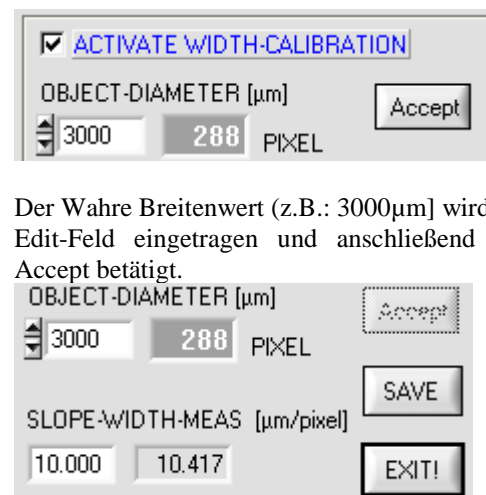 ACTIVATE WIDTH-CALIBRATION
OBJECT-DIAMETER [µm]
Accept
3000 288 PIXEL
Der Wahre Breitenwert (z.B.: 3000µm] wird
Edit-Feld eingetragen und anschließend
Accept betätigt.
OBJECT-DIAMETER [µm]
Accept
3000 288 PIXEL
SAVE
SLOPE-WIDTH-MEAS [µm/pixel]
10.000 10.417
EXIT!